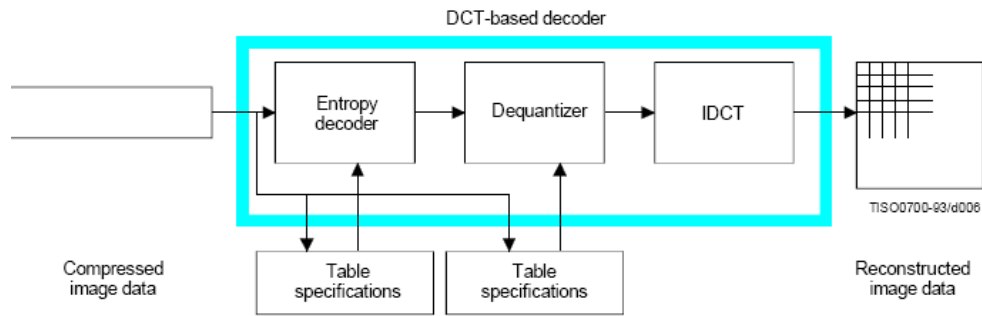 DCT-based decoder
Entropy
decoder
Dequantizer
IDCT
TISO0700-93/d006
Compressed
image data
Table
specifications
Table
specifications
Reconstructed
image data